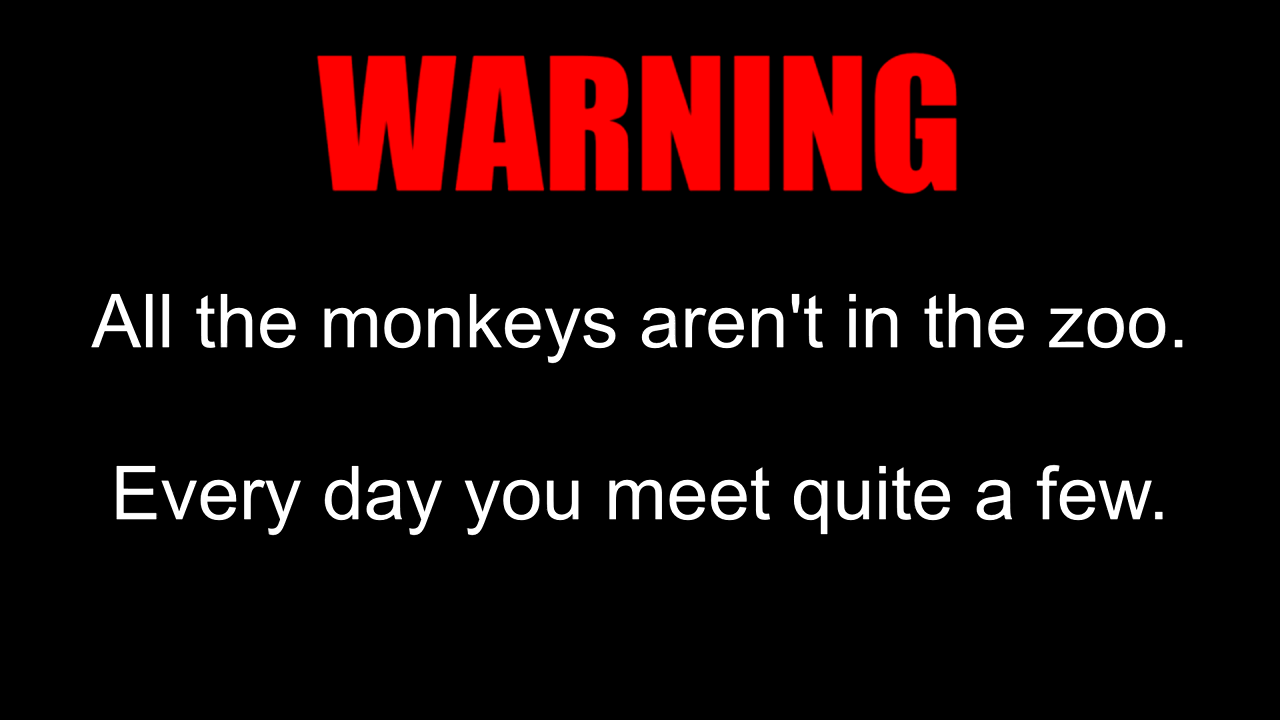 WARNING
All the monkeys aren't in the zoo.
Every day you meet quite a few.